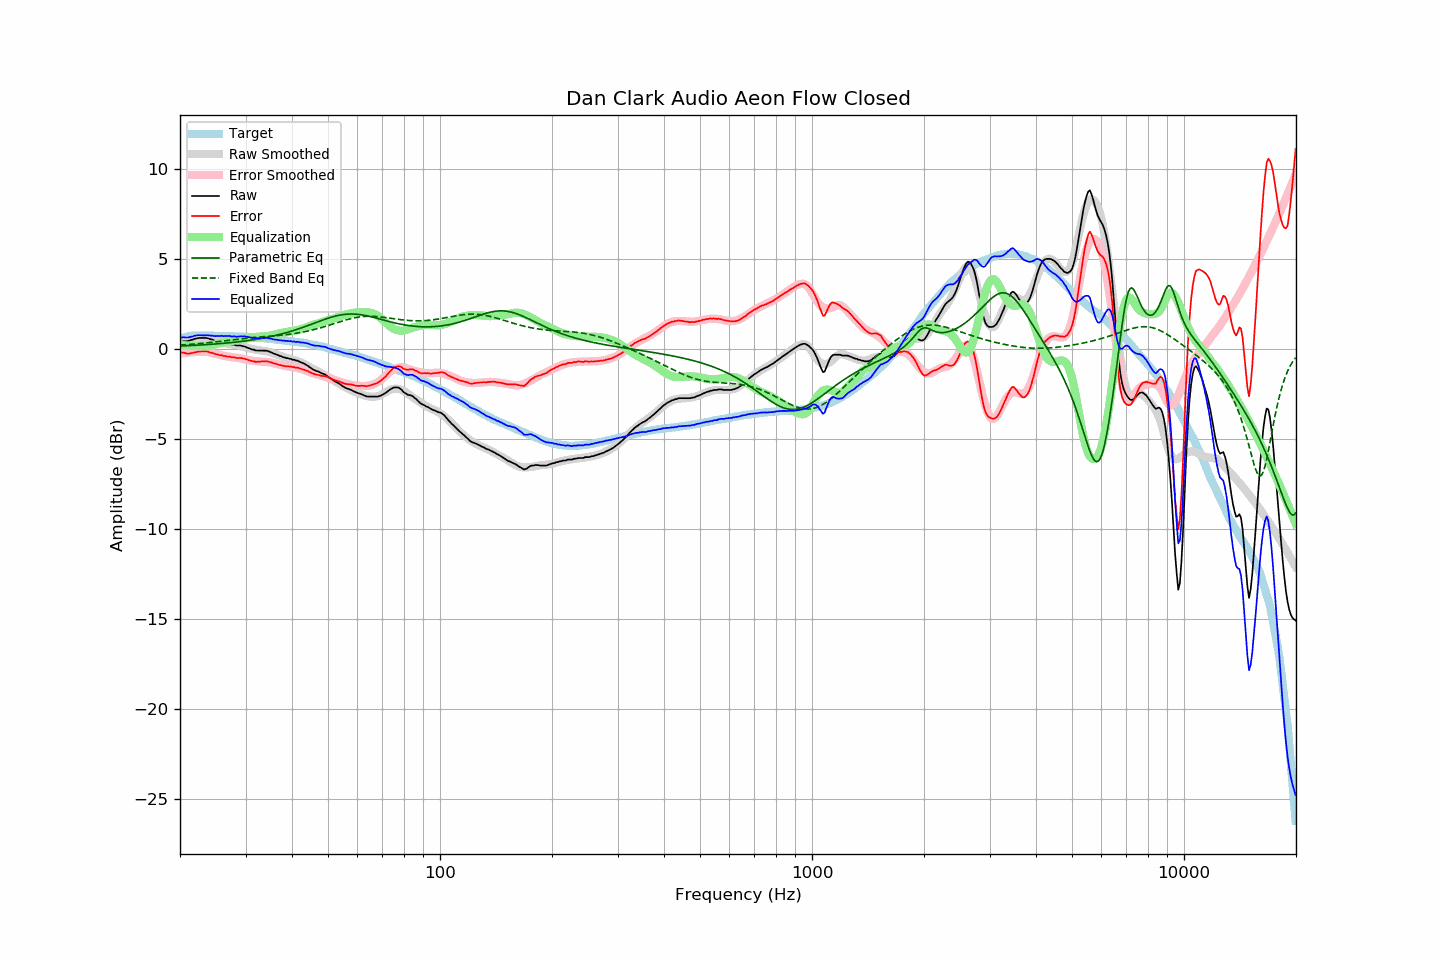 Dan Clark Audio Aeon Flow Closed
Target
Raw Smoothed
Error Smoothed
Raw
Error
Equalization
Parametric Eq
Fixed Band Eq
Equalized
10
5
0
−5
−10
−15
−20
−25
Amplitude (dBr)
100
1000
10000
Frequency (Hz)